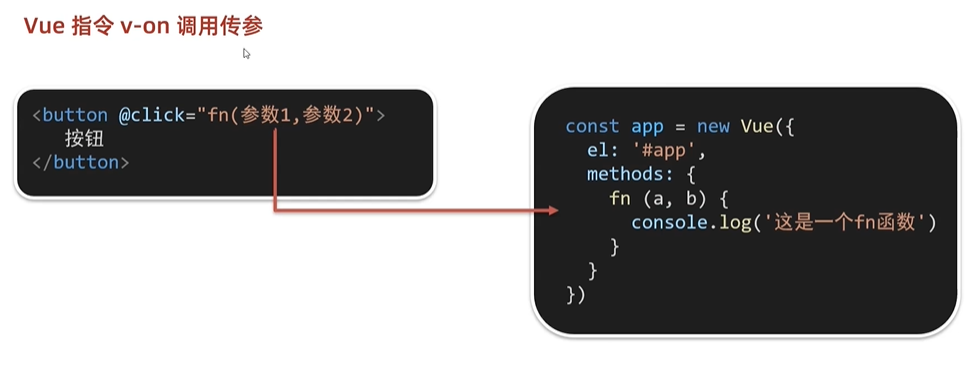 Vue 指令 v-on 调用传参
<button @click="fn(参数1,参数2)">
按钮
</button>
const app = new Vue({
el: '#app',
methods: {
fn (a, b) {
console.log('这是一个fn函数')
}
}
})